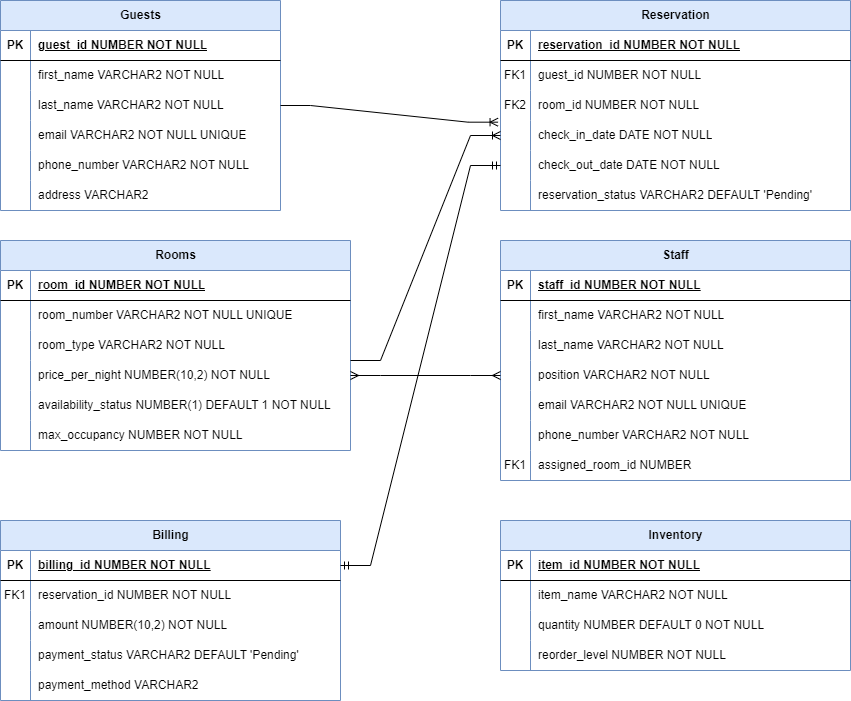 Guests
PK guest_id NUMBER NOT NULL
first_name VARCHAR2 NOT NULL
last_name VARCHAR2 NOT NULL
email VARCHAR2 NOT NULL UNIQUE
phone_number VARCHAR2 NOT NULL
address VARCHAR2
Reservation
PK reservation_id NUMBER NOT NULL
FK1 guest_id NUMBER NOT NULL
FK2 room_id NUMBER NOT NULL
check_in_date DATE NOT NULL
check_out_date DATE NOT NULL
reservation_status VARCHAR2 DEFAULT 'Pending'
Rooms
PK room_id NUMBER NOT NULL
room_number VARCHAR2 NOT NULL UNIQUE
room_type VARCHAR2 NOT NULL
price_per_night NUMBER(10,2) NOT NULL
availability_status NUMBER(1) DEFAULT 1 NOT NULL
max_occupancy NUMBER NOT NULL
Staff
PK staff_id NUMBER NOT NULL
first_name VARCHAR2 NOT NULL
last_name VARCHAR2 NOT NULL
position VARCHAR2 NOT NULL
email VARCHAR2 NOT NULL UNIQUE
phone_number VARCHAR2 NOT NULL
FK1 assigned_room_id NUMBER
Billing
PK billing_id NUMBER NOT NULL
FK1 reservation_id NUMBER NOT NULL
amount NUMBER(10,2) NOT NULL
payment_status VARCHAR2 DEFAULT 'Pending'
payment_method VARCHAR2
Inventory
PK item_id NUMBER NOT NULL
item_name VARCHAR2 NOT NULL
quantity NUMBER DEFAULT 0 NOT NULL
reorder_level NUMBER NOT NULL